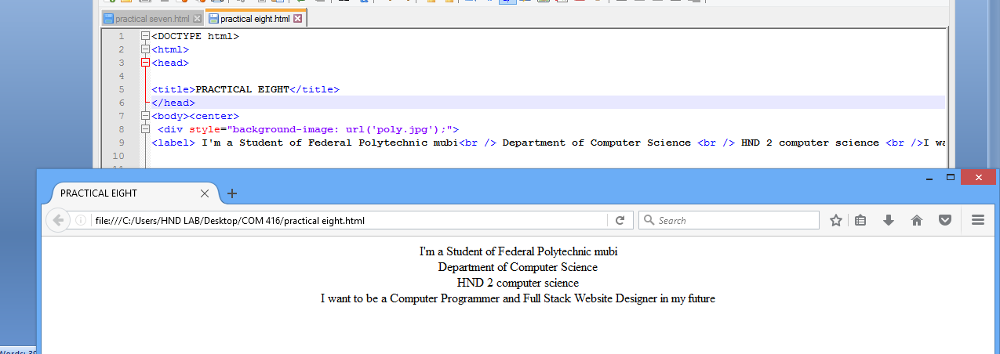 practical seven.html practical eight.html
1 <DOCTYPE html>
2 <html>
3 <head>
4
5 <title>PRACTICAL EIGHT</title>
6 </head>
7 <body><center>
8 <div style="background-image: url('poly.jpg');">
9 <label> I'm a Student of Federal Polytechnic mubi<br /> Department of Computer Science <br /> HND 2 computer science <br />I wa
10
11
PRACTICAL EIGHT
file:///C:/Users/HND LAB/Desktop/COM 416/practical eight.html Search
I'm a Student of Federal Polytechnic mubi
Department of Computer Science
HND 2 computer science
I want to be a Computer Programmer and Full Stack Website Designer in my future